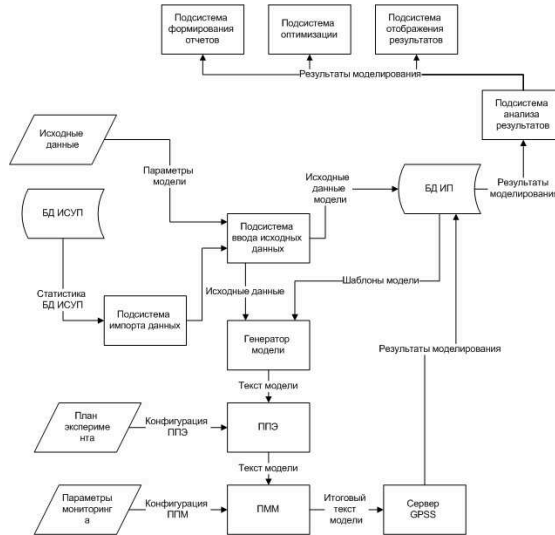 Подсистема
формирования
отчетов
Подсистема
оптимизации
Подсистема
отображения
результатов
Результаты моделирования
Подсистема
анализа
результатов
Исходные
данные
Параметры
модели
Исходные
данные
модели
БД ИП
Результаты
моделирования
БД ИСУП
Подсистема
ввода исходных
данных
Статистика
БД ИСУП
Подсистема
импорта данных
Исходные данные
Шаблоны модели
Генератор
модели
Результаты моделирования
Текст модели
План
эксперимента
нта
Конфигурация
ППЭ
ППЭ
Текст модели
Параметры
мониторинг
а
Конфигурация
ППМ
ПММ
Итоговый
текст
модели
Сервер
GPSS